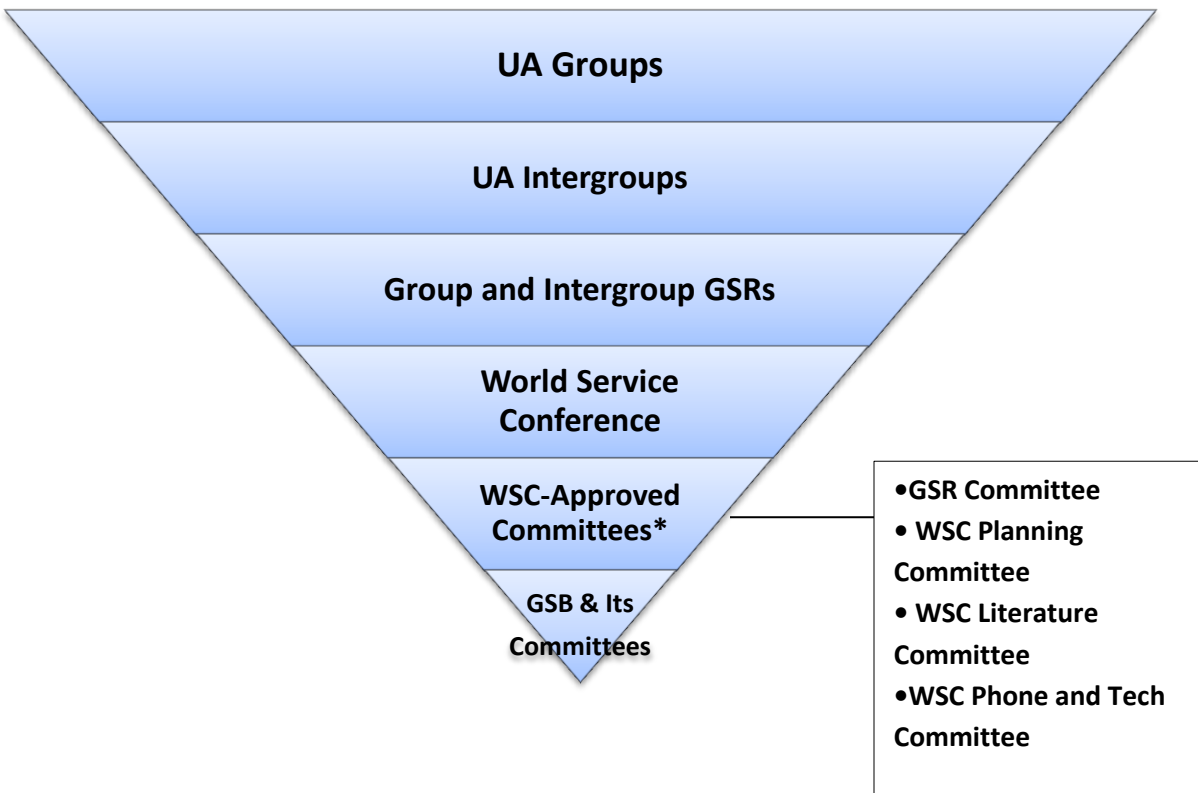 UA Groups
UA Intergroups
Group and Intergroup GSRs
World Service
Conference
WSC-Approved
Committees*
GSB & Its
Committees
•GSR Committee
• WSC Planning
Committee
• WSC Literature
Committee
•WSC Phone and Tech
Committee